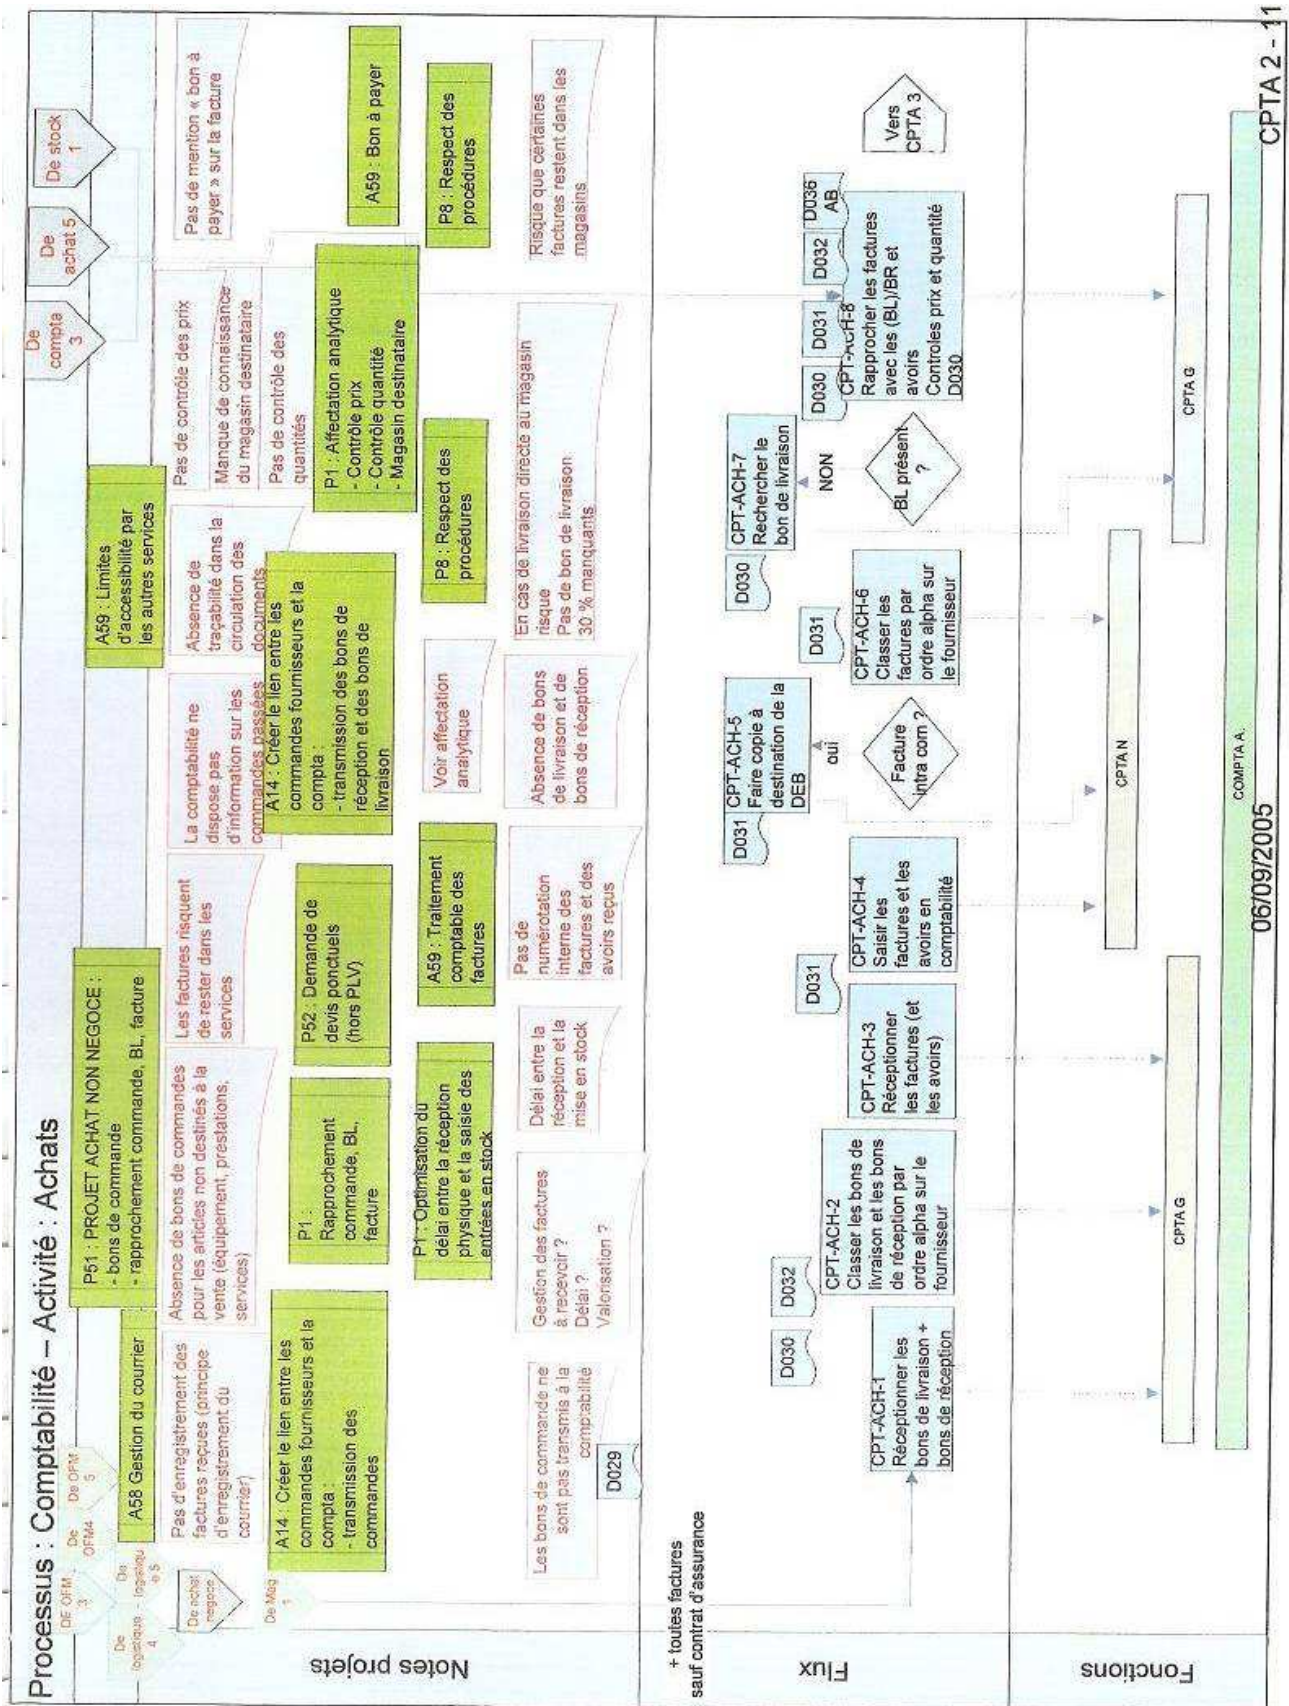 Processus : Comptabilité – Activité : Achats
DE OFM
3
De
OFM4
De OFM
5
De
logistique -
4
De
logistiqu
e 5
De achat
negoce
De Mag
1
De
compta
3
De
achat 5
De stock
1
Notes projets
A58 Gestion du courrier
P51 : PROJET ACHAT NON NEGOCE :
- bons de commande
- rapprochement commande, BL, facture
A59 : Limites
d'accessibilité par
les autres services
Pas d'enregistrement des
factures reçues (principe
d'enregistrement du
courrier)
Absence de bons de commandes
pour les articles non destinés à la
vente (équipement, prestations,
services)
Les factures risquent
de rester dans les
services
La comptabilité ne
dispose pas
d'information sur les
commandes passées
Absence de
traçabilité dans la
circulation des
documents
Pas de contrôle des prix
Manque de connaissance
du magasin destinataire
Pas de contrôle des
quantités
Pas de mention « bon à
payer » sur la facture
A14 : Créer le lien entre les
commandes fournisseurs et la
compta :
- transmission des
commandes
P1 :
Rapprochement
commande, BL,
facture
P52 : Demande de
devis ponctuels
(hors PLV)
A14 : Créer le lien entre les
commandes fournisseurs et la
compta :
- transmission des bons de
réception et des bons de
livraison
P1 : Affectation analytique
- Contrôle prix
- Contrôle quantité
- Magasin destinataire
A59 : Bon à payer
P1 : Optimisation du
délai entre la réception
physique et la saisie des
entrées en stock
A59 : Traitement
comptable des
factures
Voir affectation
analytique
P8 : Respect des
procédures
P8 : Respect des
procédures
Les bons de commande ne
sont pas transmis à la
comptabilité
D029
Gestion des factures
à recevoir ?
Délai ?
Valorisation ?
Délai entre la
réception et la
mise en stock
Pas de
numérotation
interne des
factures et des
avoirs reçus
Absence de bons
de livraison et de
bons de réception
En cas de livraison directe au magasin
risque
Pas de bon de livraison
30 % manquants
Risque que certaines
factures restent dans les
magasins
Flux
+ toutes factures
sauf contrat d'assurance
D030
CPT-ACH-1
Réceptionner les
bons de livraison +
bons de réception
D032
CPT-ACH-2
Classer les bons de
livraison et les bons
de réception par
ordre alpha sur le
fournisseur
CPT-ACH-3
Réceptionner
les factures (et
les avoirs)
D031
CPT-ACH-4
Saisir les
factures et les
avoirs en
comptabilité
D031
CPT-ACH-5
Faire copie à
destination de la
DEB
oui
Facture
intra com ?
D031
CPT-ACH-6
Classer les
factures par
ordre alpha sur
le fournisseur
D030
CPT-ACH-7
Rechercher le
bon de livraison
NON
BL présent
?
D030
D031
D032
D036
AB
CPT-ACH-8
Rapprocher les factures
avec les (BL)/BR et
avoirs
Controles prix et quantité
D030
Vers
CPTA 3
Fonctions
CPTA G
CPTA N
CPTA G
COMPTA A.
06/09/2005
CPTA 2 - 11